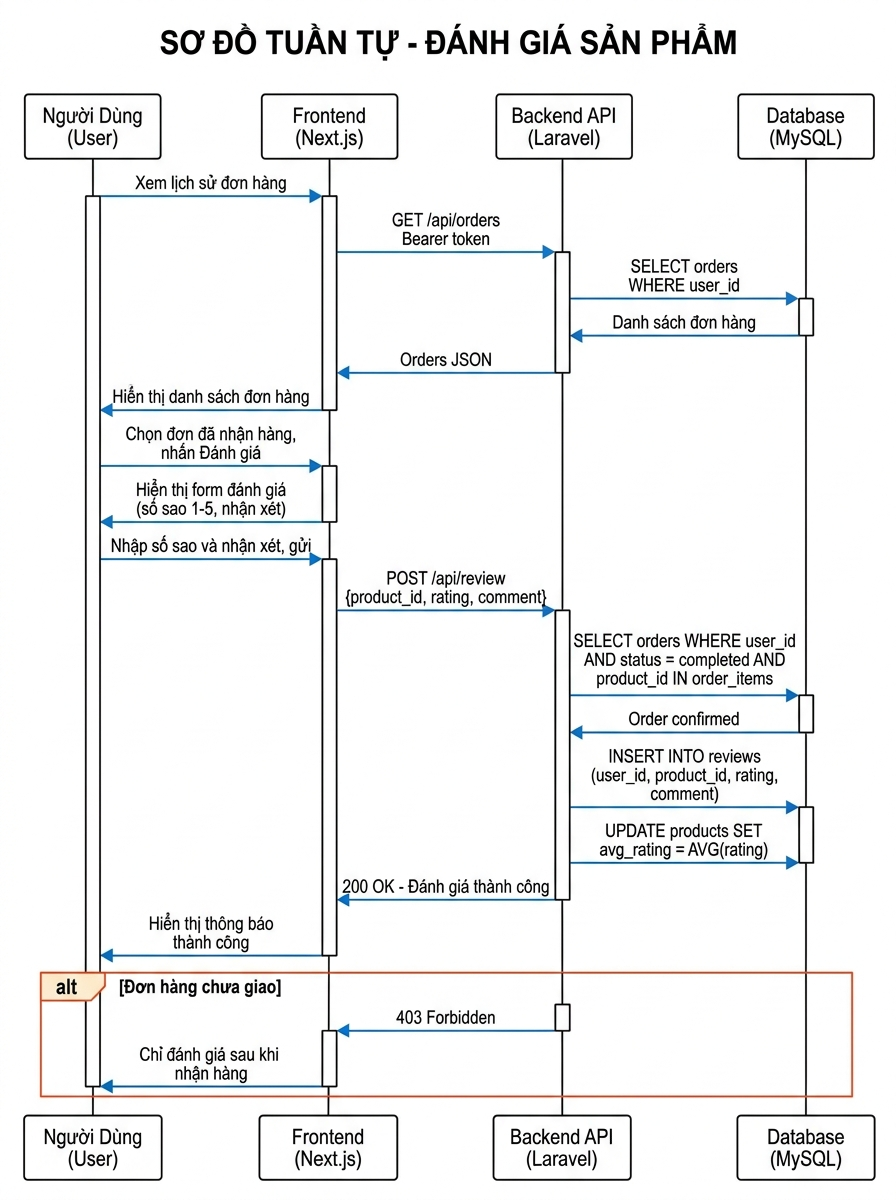 SƠ ĐỒ TUẦN TỰ - ĐÁNH GIÁ SẢN PHẨM
Người Dùng
(User)
Frontend
(Next.js)
Backend API
(Laravel)
Database
(MySQL)
Xem lịch sử đơn hàng
GET /api/orders
Bearer token
SELECT orders
WHERE user_id
Danh sách đơn hàng
Orders JSON
Hiển thị danh sách đơn hàng
Chọn đơn đã nhận hàng,
nhấn Đánh giá
Hiển thị form đánh giá
(số sao 1-5, nhận xét)
Nhập số sao và nhận xét, gửi
POST /api/review
{product_id, rating, comment}
SELECT orders WHERE user_id
AND status = completed AND
product_id IN order_items
Order confirmed
INSERT INTO reviews
(user_id, product_id, rating,
comment)
UPDATE products SET
avg_rating = AVG(rating)
200 OK - Đánh giá thành công
Hiển thị thông báo
thành công
alt
[Đơn hàng chưa giao]
403 Forbidden
Chỉ đánh giá sau khi
nhận hàng
Người Dùng
(User)
Frontend
(Next.js)
Backend API
(Laravel)
Database
(MySQL)